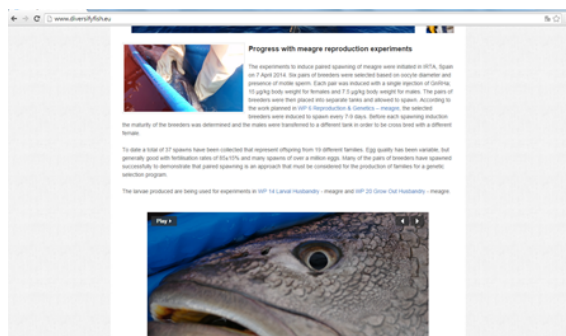 www.diversifyfish.eu
Progress with meagre reproduction experiments
The experiments to induce paired spawning of meagre were initiated in IRTA, Spain
on 7 April 2014. Six pairs of breeders were selected based on oocyte diameter and
presence of motile sperm. Each pair was induced with a single injection of GnRHa,
15 µg/kg body weight for females and 7.5 µg/kg body weight for males. The pairs of
breeders were then placed into separate tanks and allowed to spawn. According to
the work planned in WP 6 Reproduction & Genetics – meagre, the selected
breeders were induced to spawn every 7-9 days. Before each spawning induction
the maturity of the breeders was determined and the males were transferred to a different tank in order to be cross bred with a different
female.
To date a total of 37 spawns have been collected that represent offspring from 19 different families. Egg quality has been variable, but
generally good with fertilisation rates of 85±10% and many spawns of over a million eggs. Many of the pairs of breeders have spawned
successfully to demonstrate that paired spawning is an approach that must be considered for the production of families for a genetic
selection program.
The larvae produced are being used for experiments in WP 14 Larval Husbandry - meagre and WP 20 Grow Out Husbandry - meagre.
Play